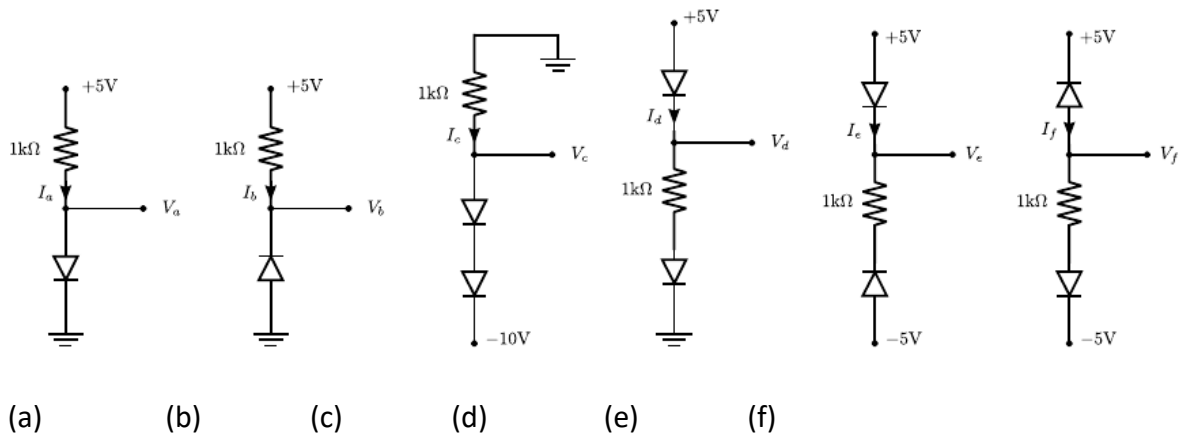 +5V
1kΩ
I_a
V_a
+5V
1kΩ
I_b
V_b
1kΩ
I_c
V_c
−10V
+5V
I_d
V_d
1kΩ
+5V
I_e
V_e
1kΩ
−5V
+5V
I_f
V_f
1kΩ
−5V
(a) (b) (c) (d) (e) (f)